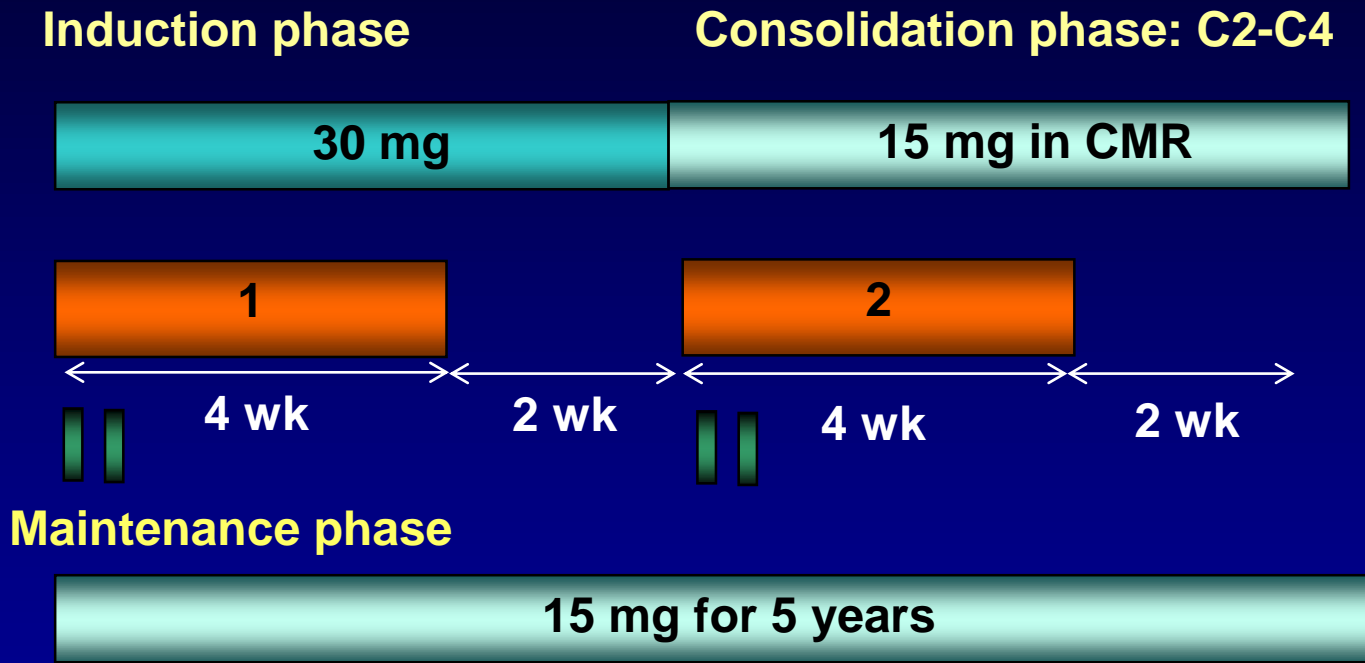 Induction phase
Consolidation phase: C2-C4
30 mg
15 mg in CMR
1
2
4 wk
2 wk
4 wk
2 wk
Maintenance phase
15 mg for 5 years